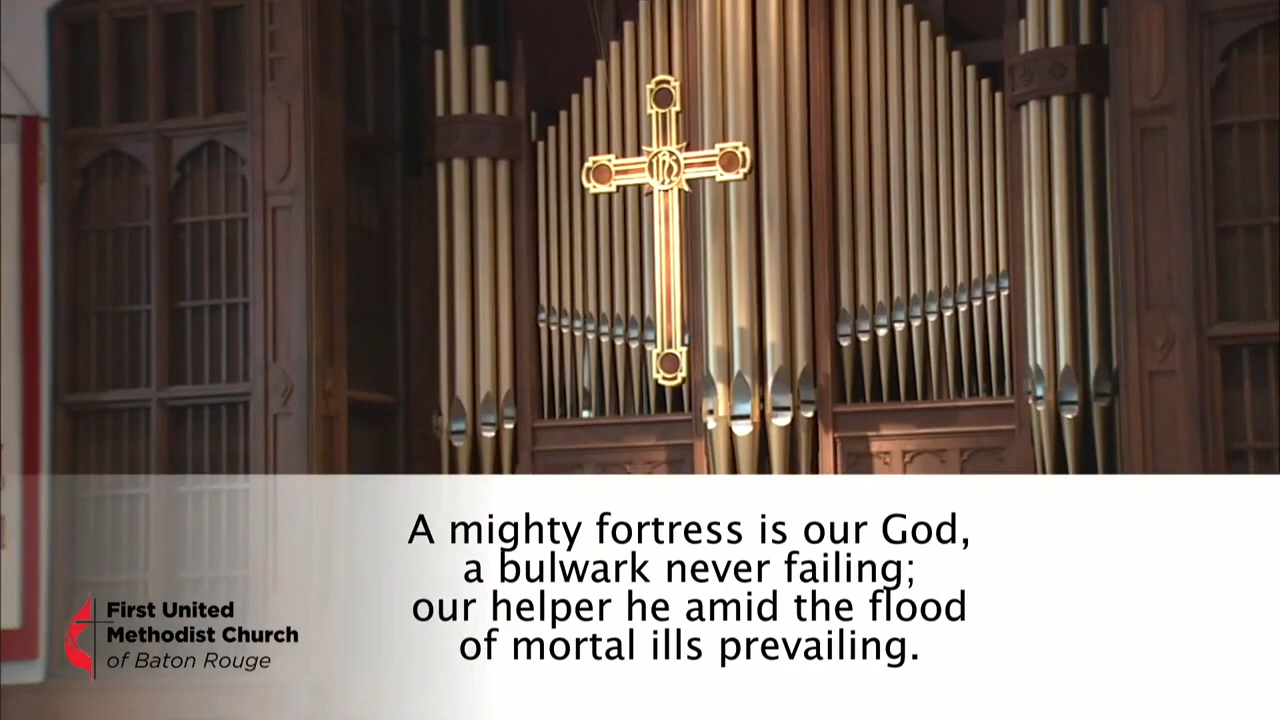 IHS
A mighty fortress is our God,
a bulwark never failing;
our helper he amid the flood
of mortal ills prevailing.
First United
Methodist Church
of Baton Rouge